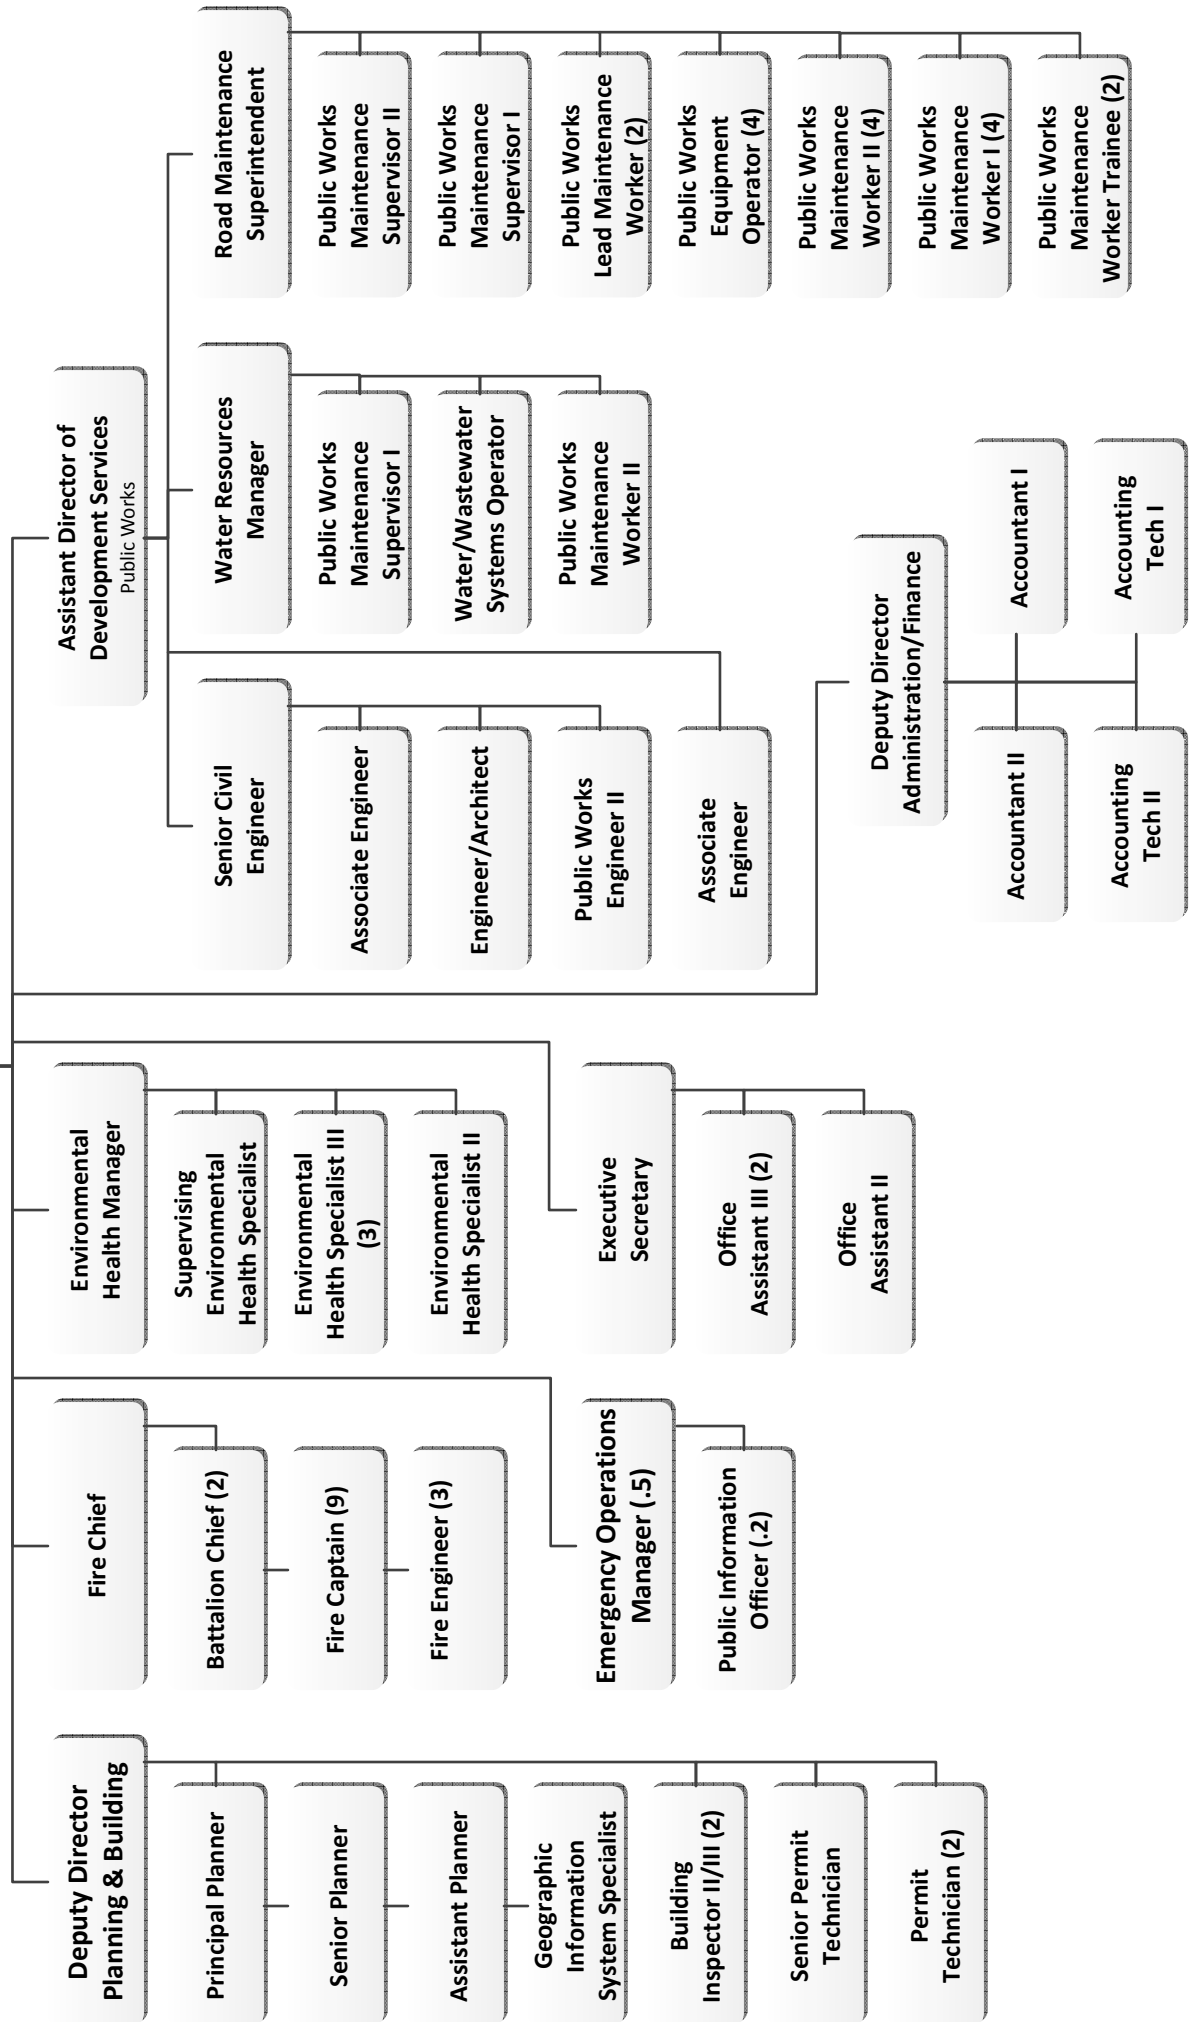 Deputy Director
Planning & Building
Principal Planner
Senior Planner
Assistant Planner
Geographic
Information
System Specialist
Building
Inspector II/III (2)
Senior Permit
Technician
Permit
Technician (2)
Fire Chief
Battalion Chief (2)
Fire Captain (9)
Fire Engineer (3)
Emergency Operations
Manager (.5)
Public Information
Officer (.2)
Environmental
Health Manager
Supervising
Environmental
Health Specialist
Environmental
Health Specialist III
(3)
Environmental
Health Specialist II
Executive
Secretary
Office
Assistant III (2)
Office
Assistant II
Assistant Director of
Development Services
Public Works
Senior Civil
Engineer
Associate Engineer
Engineer/Architect
Public Works
Engineer II
Associate
Engineer
Water Resources
Manager
Public Works
Maintenance
Supervisor I
Water/Wastewater
Systems Operator
Public Works
Maintenance
Worker II
Road Maintenance
Superintendent
Public Works
Maintenance
Supervisor II
Public Works
Maintenance
Supervisor I
Public Works
Lead Maintenance
Worker (2)
Public Works
Equipment
Operator (4)
Public Works
Maintenance
Worker II (4)
Public Works
Maintenance
Worker I (4)
Public Works
Maintenance
Worker Trainee (2)
Deputy Director
Administration/Finance
Accountant II
Accountant I
Accounting
Tech II
Accounting
Tech I